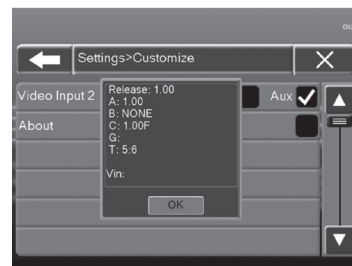 ou
Settings>Customize
Video Input 2
Aux
About
Release: 1.00
A: 1.00
B: NONE
C: 1.00F
G:
T: 5:6
Vin:
OK